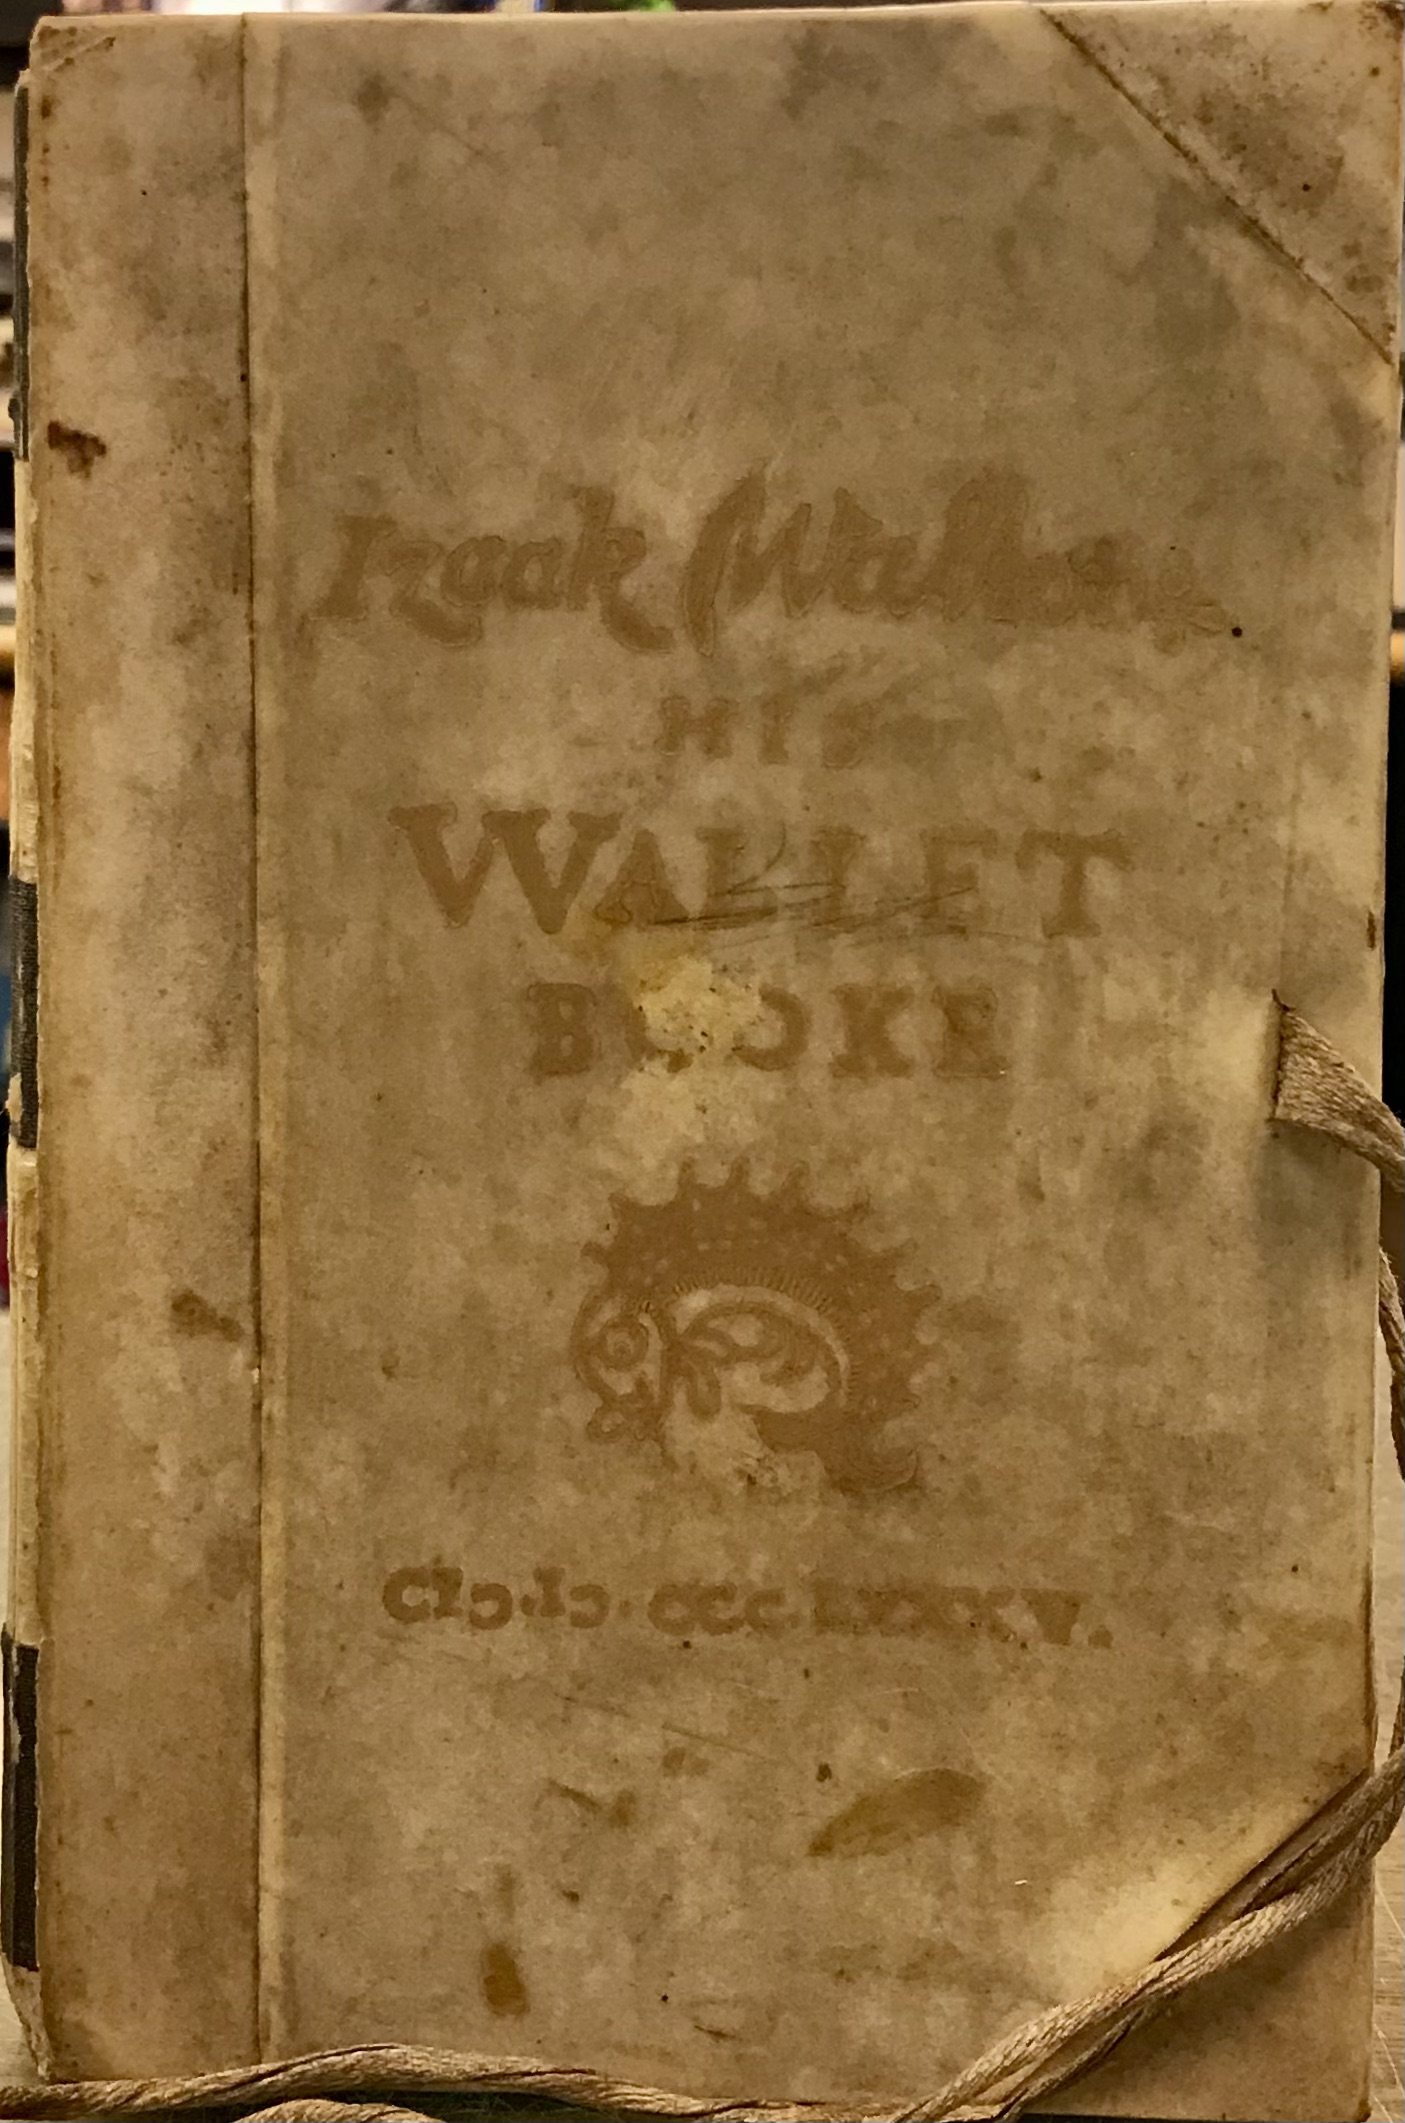 Izaak Walton
HIS
WALLET
BOOKE
CIↃ·IↃ·CCC·LXXXV.